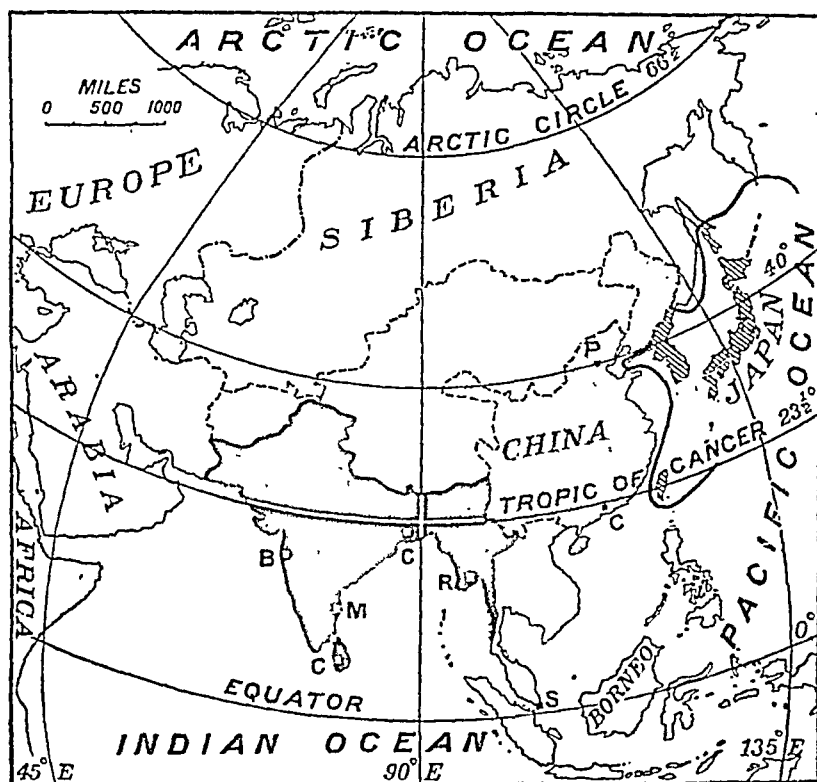 ARCTIC OCEAN
MILES
0 500 1000
66½
ARCTIC CIRCLE
EUROPE
SIBERIA
40°
JAPAN
OCEAN
P
ARABIA
CHINA
23½°
TROPIC OF CANCER
PACIFIC
AFRICA
B
C
C
R
M
C
0°
EQUATOR
S
BORNEO
INDIAN OCEAN
45° E
90° E
135° E